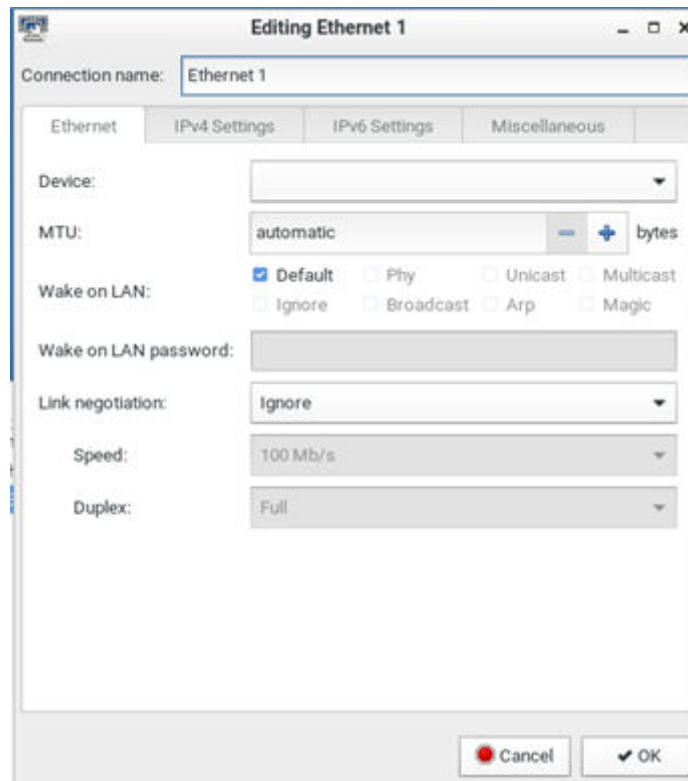 Editing Ethernet 1
Connection name: Ethernet 1
Ethernet IPv4 Settings IPv6 Settings Miscellaneous
Device:
MTU: automatic bytes
Wake on LAN:
Default Phy Unicast Multicast
Ignore Broadcast Arp Magic
Wake on LAN password:
Link negotiation: Ignore
Speed: 100 Mb/s
Duplex: Full
Cancel OK